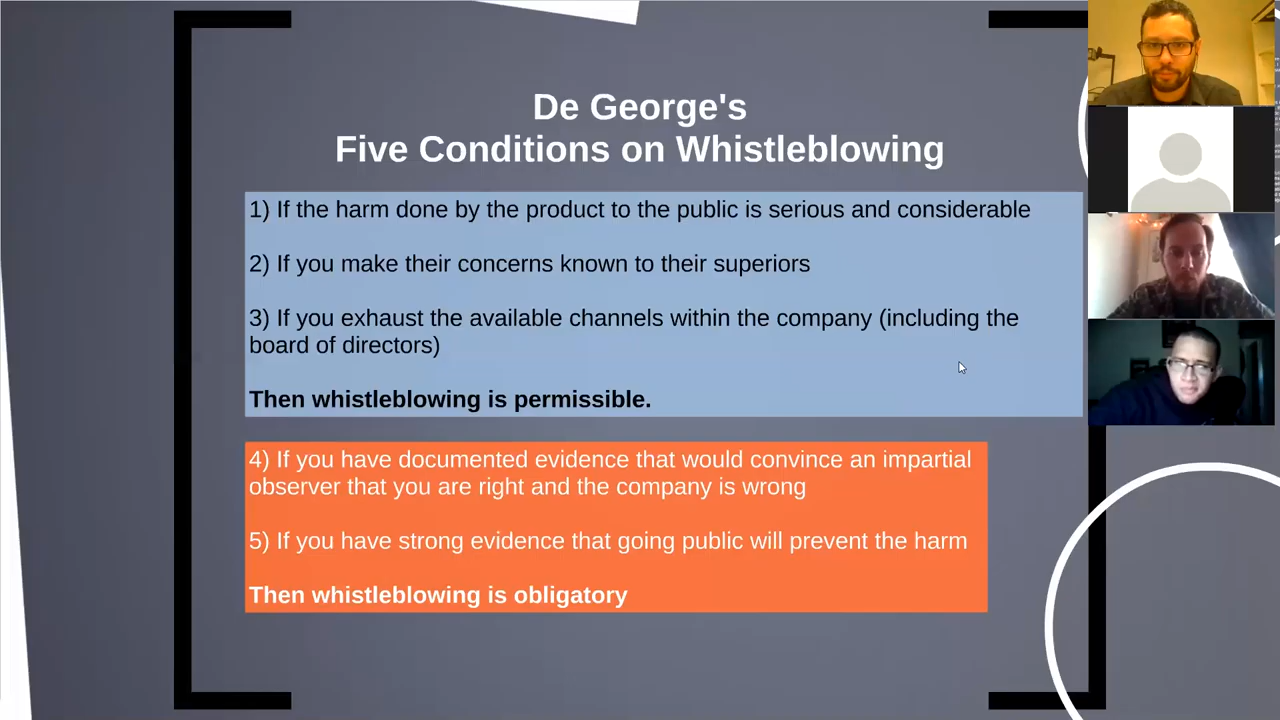 De George's
Five Conditions on Whistleblowing
1) If the harm done by the product to the public is serious and considerable
2) If you make their concerns known to their superiors
3) If you exhaust the available channels within the company (including the
board of directors)
Then whistleblowing is permissible.
4) If you have documented evidence that would convince an impartial
observer that you are right and the company is wrong
5) If you have strong evidence that going public will prevent the harm
Then whistleblowing is obligatory